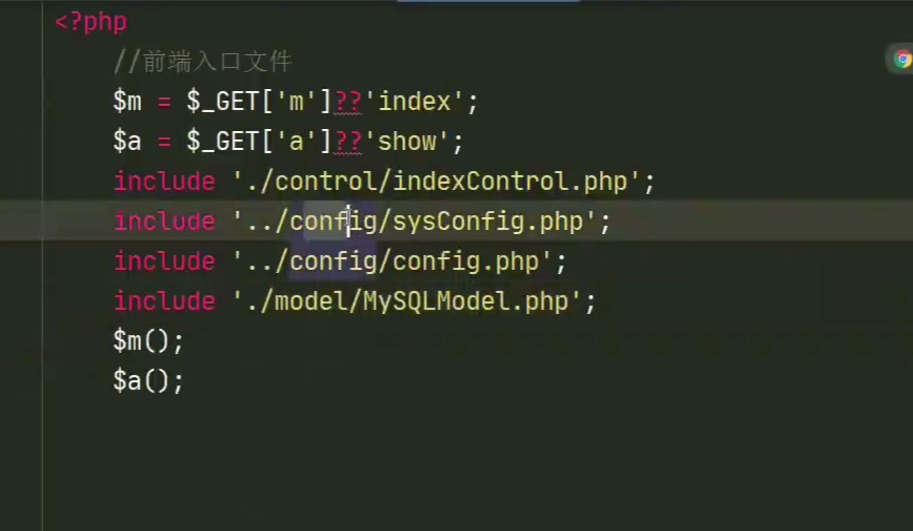 <?php
//前端入口文件
$m = $_GET['m']??'index';
$a = $_GET['a']??'show';
include './control/indexControl.php';
include '../config/sysConfig.php';
include '../config/config.php';
include './model/MySQLModel.php';
$m();
$a();